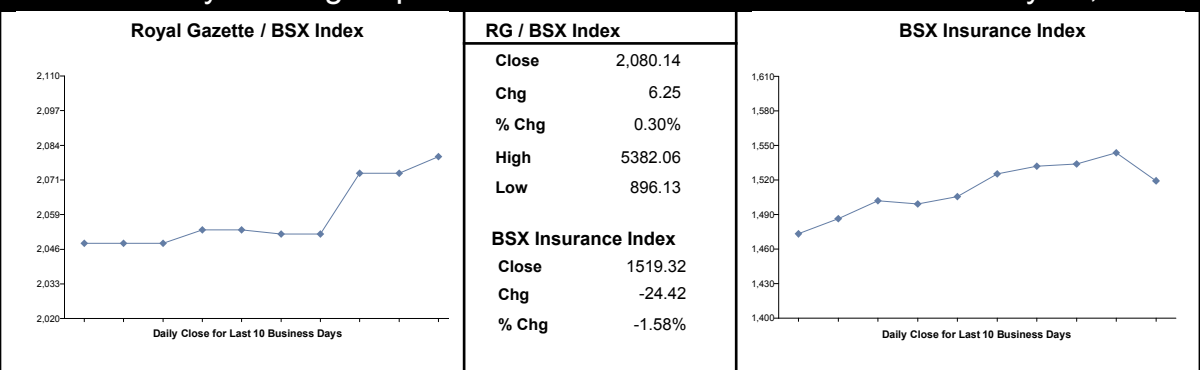 Royal Gazette / BSX Index
2,110
2,097
2,084
2,071
2,059
2,046
2,033
2,020
Daily Close for Last 10 Business Days
RG / BSX Index
Close 2,080.14
Chg 6.25
% Chg 0.30%
High 5382.06
Low 896.13
BSX Insurance Index
Close 1519.32
Chg -24.42
% Chg -1.58%
BSX Insurance Index
1,610
1,580
1,550
1,520
1,490
1,460
1,430
1,400
Daily Close for Last 10 Business Days